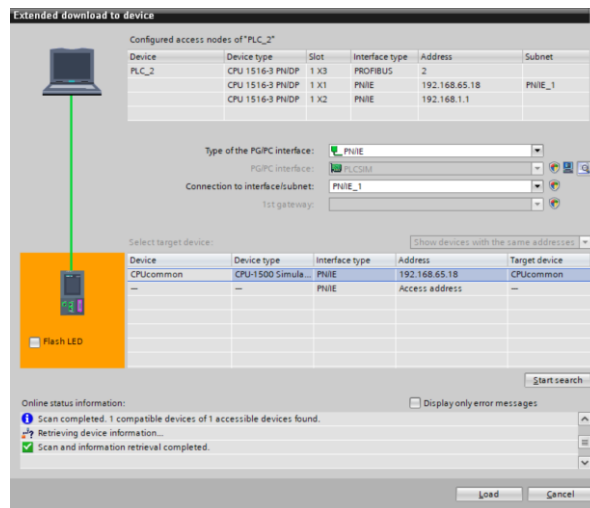 Extended download to device
Configured access nodes of "PLC_2"
Device Device type Slot Interface type Address Subnet
PLC_2 CPU 1516-3 PN/DP 1 X3 PROFIBUS 2
CPU 1516-3 PN/DP 1 X1 PN/IE 192.168.65.18 PN/IE_1
CPU 1516-3 PN/DP 1 X2 PN/IE 192.168.1.1
Type of the PG/PC interface: PN/IE
PG/PC interface: PLCSIM
Connection to interface/subnet: PN/IE_1
1st gateway:
Select target device: Show devices with the same addresses
Device Device type Interface type Address Target device
CPUcommon CPU-1500 Simula... PN/IE 192.168.65.18 CPUcommon
— — PN/IE Access address —
Flash LED
Start search
Online status information: Display only error messages
Scan completed. 1 compatible devices of 1 accessible devices found.
Retrieving device information...
Scan and information retrieval completed.
Load Cancel